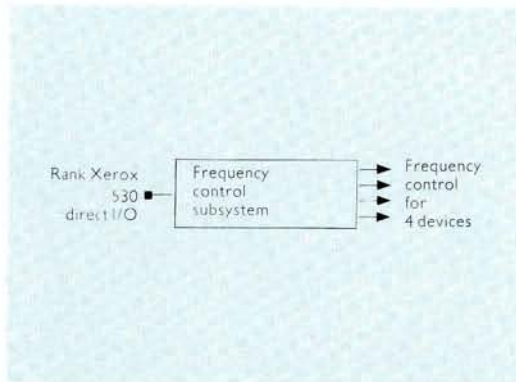 Rank Xerox
530
direct I/O
Frequency
control
subsystem
Frequency
control
for
4 devices